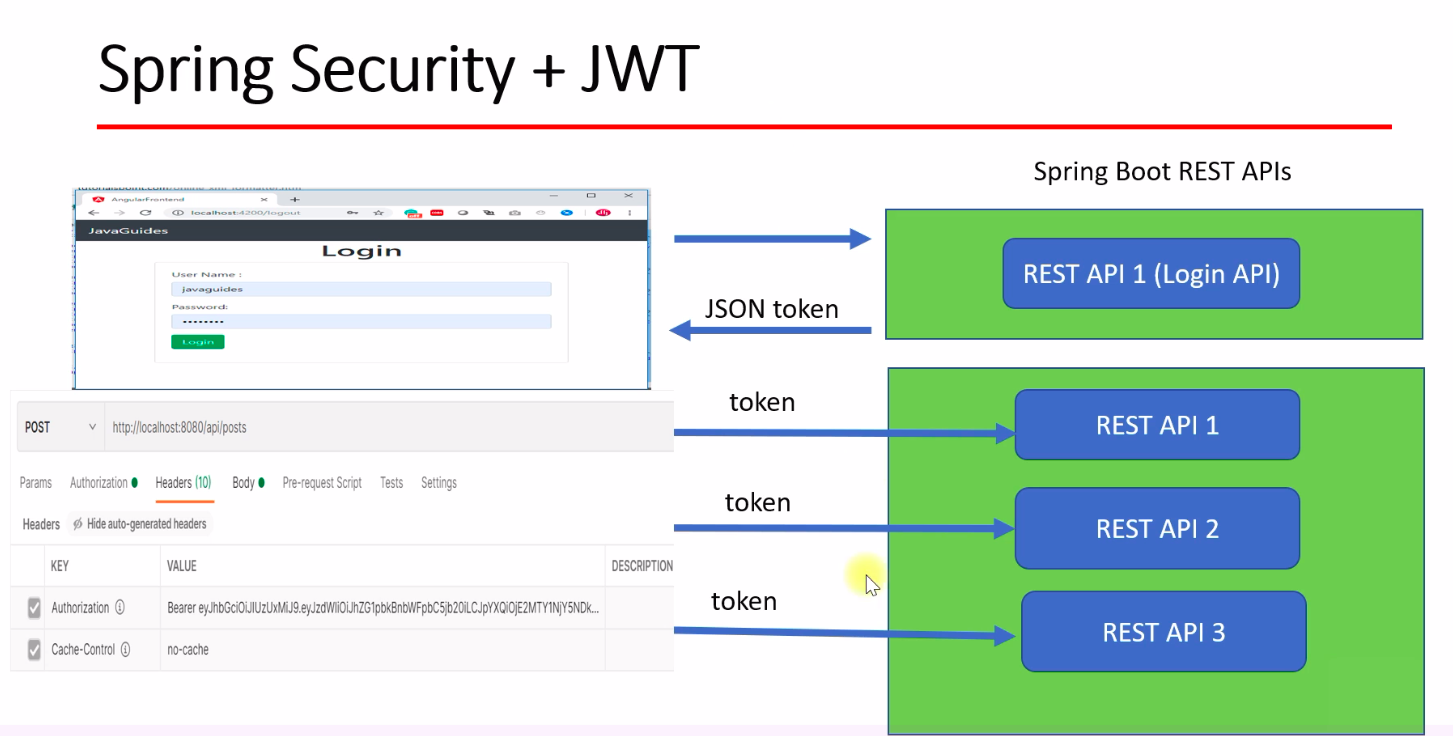 Spring Security + JWT
Spring Boot REST APIs
AngularFrontend
localhost:4200/logout
JavaGuides
Login
User Name :
javaguides
Password:
••••••••
Login
REST API 1 (Login API)
JSON token
POST
http://localhost:8080/api/posts
Params Authorization Headers (10) Body Pre-request Script Tests Settings
Headers Hide auto-generated headers
KEY VALUE DESCRIPTION
Authorization
Cache-Control no-cache
Bearer
token
REST API 1
token
REST API 2
token
REST API 3